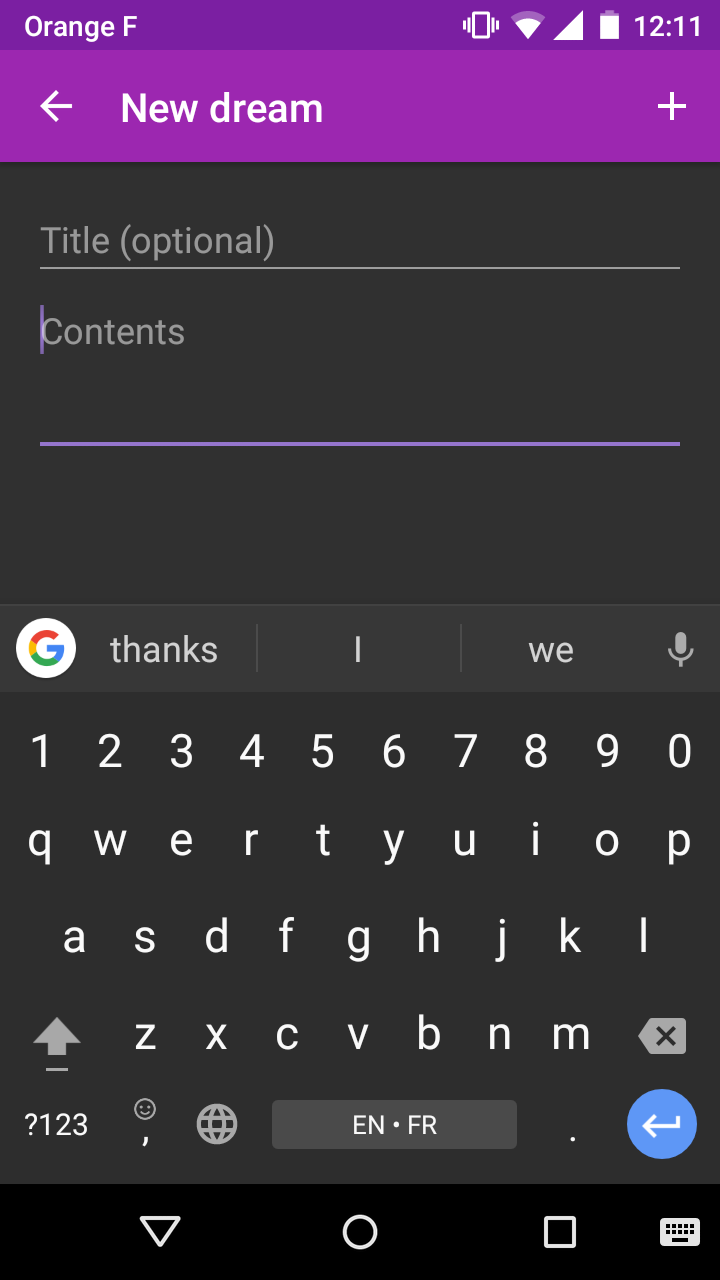 Orange F 12:11
New dream
Title (optional)
Contents
thanks I we
1 2 3 4 5 6 7 8 9 0
q w e r t y u i o p
a s d f g h j k l
z x c v b n m
?123 , EN • FR .